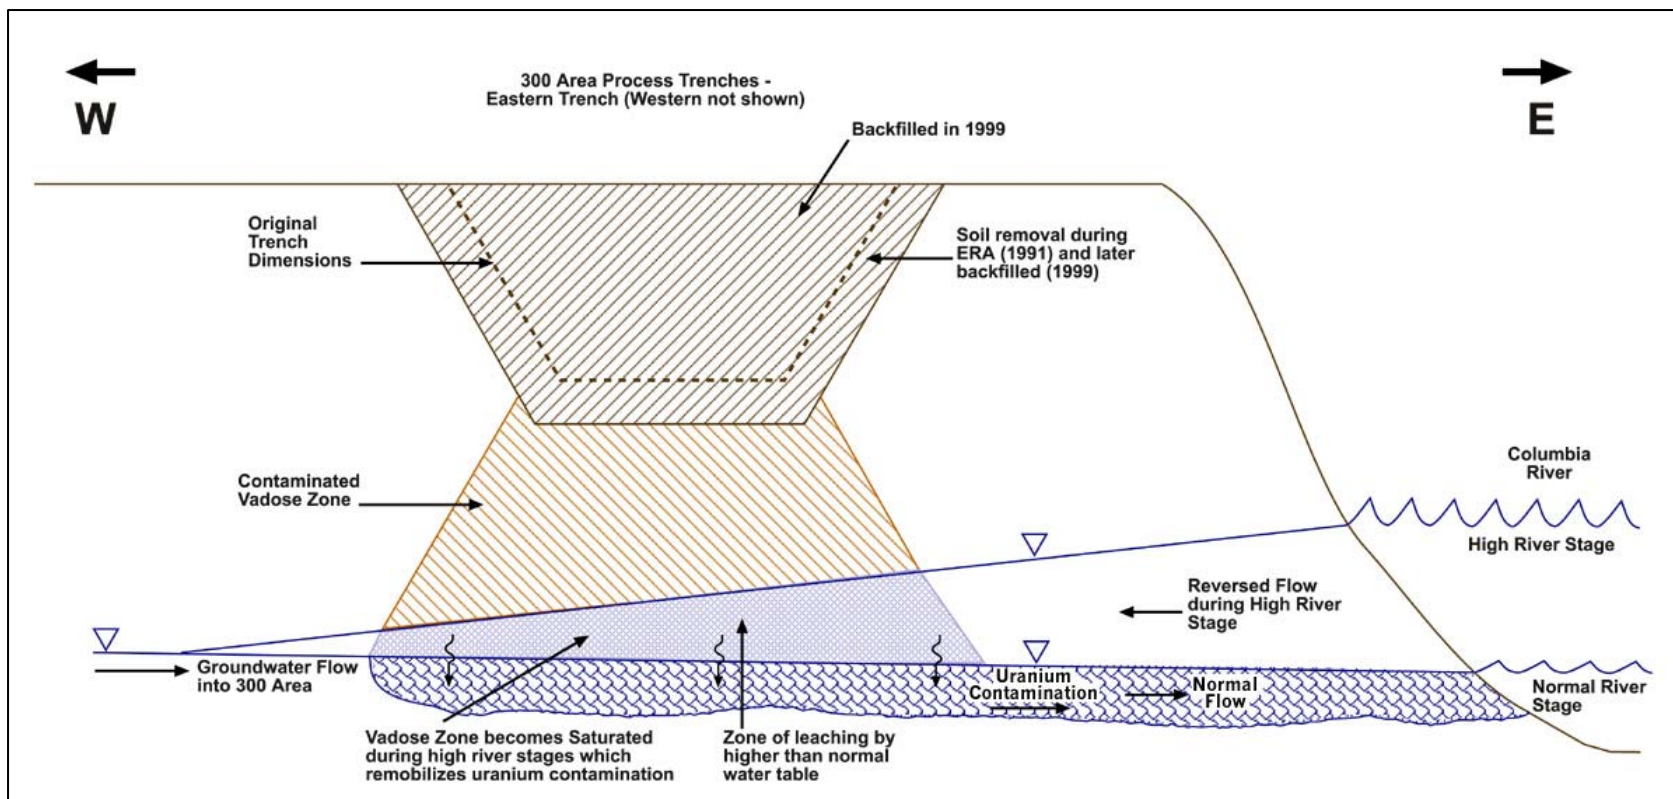 W
300 Area Process Trenches -
Eastern Trench (Western not shown)
E
Backfilled in 1999
Original
Trench
Dimensions
Soil removal during
ERA (1991) and later
backfilled (1999)
Contaminated
Vadose Zone
Columbia
River
High River Stage
Reversed Flow
during High River
Stage
Groundwater Flow
into 300 Area
Uranium
Contamination
Normal
Flow
Normal River
Stage
Vadose Zone becomes Saturated
during high river stages which
remobilizes uranium contamination
Zone of leaching by
higher than normal
water table